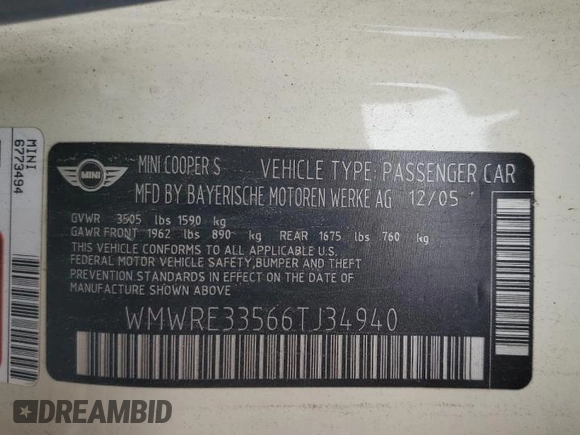 MINI
6773494
MINI
MINI COOPER S VEHICLE TYPE: PASSENGER CAR
MFD BY BAYERISCHE MOTOREN WERKE AG 12/05
GVWR 3505 lbs 1590 kg
GAWR FRONT 1962 lbs 890 kg REAR 1675 lbs 760 kg
THIS VEHICLE CONFORMS TO ALL APPLICABLE U.S.
FEDERAL MOTOR VEHICLE SAFETY,BUMPER AND THEFT
PREVENTION STANDARDS IN EFFECT ON THE DATE
OF MANUFACTURE SHOWN ABOVE
WMWRE33566TJ34940
DREAMBID